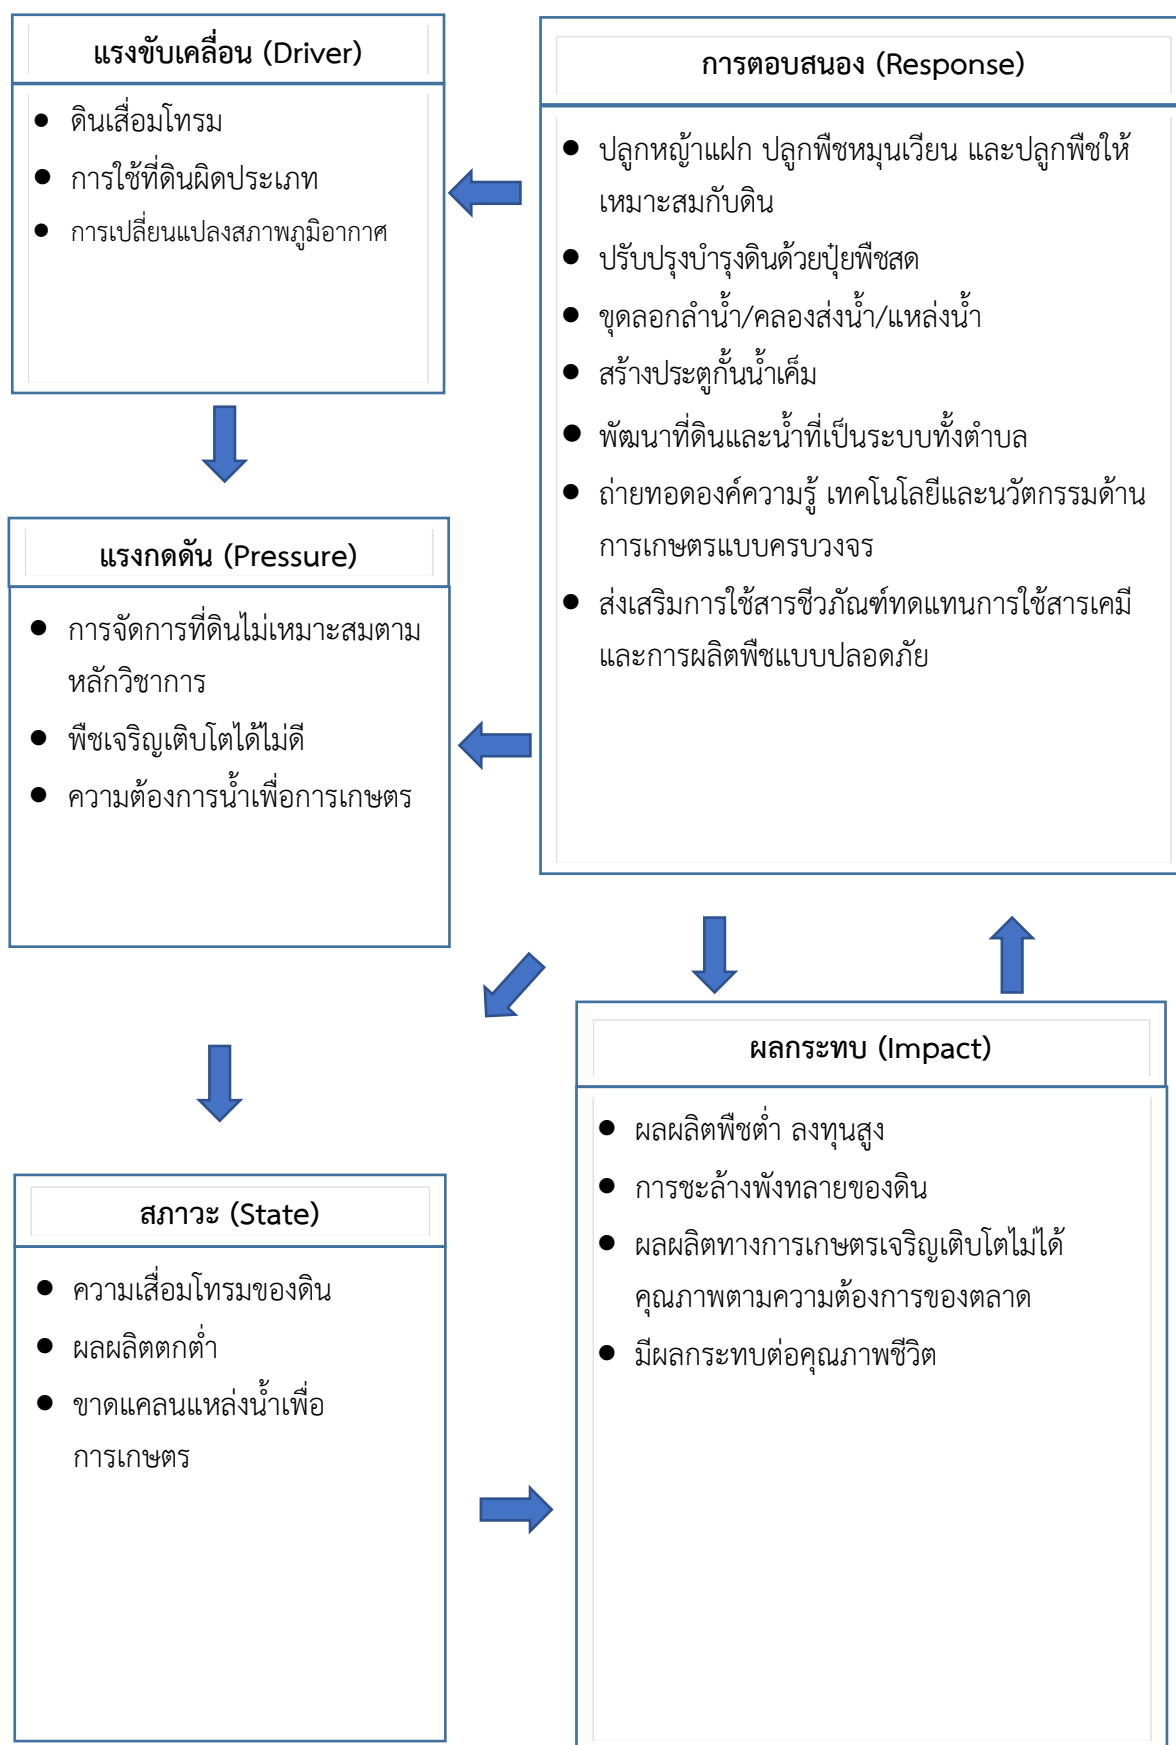 แรงขับเคลื่อน (Driver)
● ดินเสื่อมโทรม
● การใช้ที่ดินผิดประเภท
● การเปลี่ยนแปลงสภาพภูมิอากาศ
การตอบสนอง (Response)
● ปลูกหญ้าแฝก ปลูกพืชหมุนเวียน และปลูกพืชให้
เหมาะสมกับดิน
● ปรับปรุงบำรุงดินด้วยปุ๋ยพืชสด
● ขุดลอกลำน้ำ/คลองส่งน้ำ/แหล่งน้ำ
● สร้างประตูกั้นน้ำเค็ม
● พัฒนาที่ดินและน้ำที่เป็นระบบทั้งตำบล
● ถ่ายทอดองค์ความรู้ เทคโนโลยีและนวัตกรรมด้าน
การเกษตรแบบครบวงจร
● ส่งเสริมการใช้สารชีวภัณฑ์ทดแทนการใช้สารเคมี
และการผลิตพืชแบบปลอดภัย
แรงกดดัน (Pressure)
● การจัดการที่ดินไม่เหมาะสมตาม
หลักวิชาการ
● พืชเจริญเติบโตได้ไม่ดี
● ความต้องการน้ำเพื่อการเกษตร
ผลกระทบ (Impact)
● ผลผลิตพืชต่ำ ลงทุนสูง
● การชะล้างพังทลายของดิน
● ผลผลิตทางการเกษตรเจริญเติบโตไม่ได้
คุณภาพตามความต้องการของตลาด
● มีผลกระทบต่อคุณภาพชีวิต
สภาวะ (State)
● ความเสื่อมโทรมของดิน
● ผลผลิตตกต่ำ
● ขาดแคลนแหล่งน้ำเพื่อ
การเกษตร